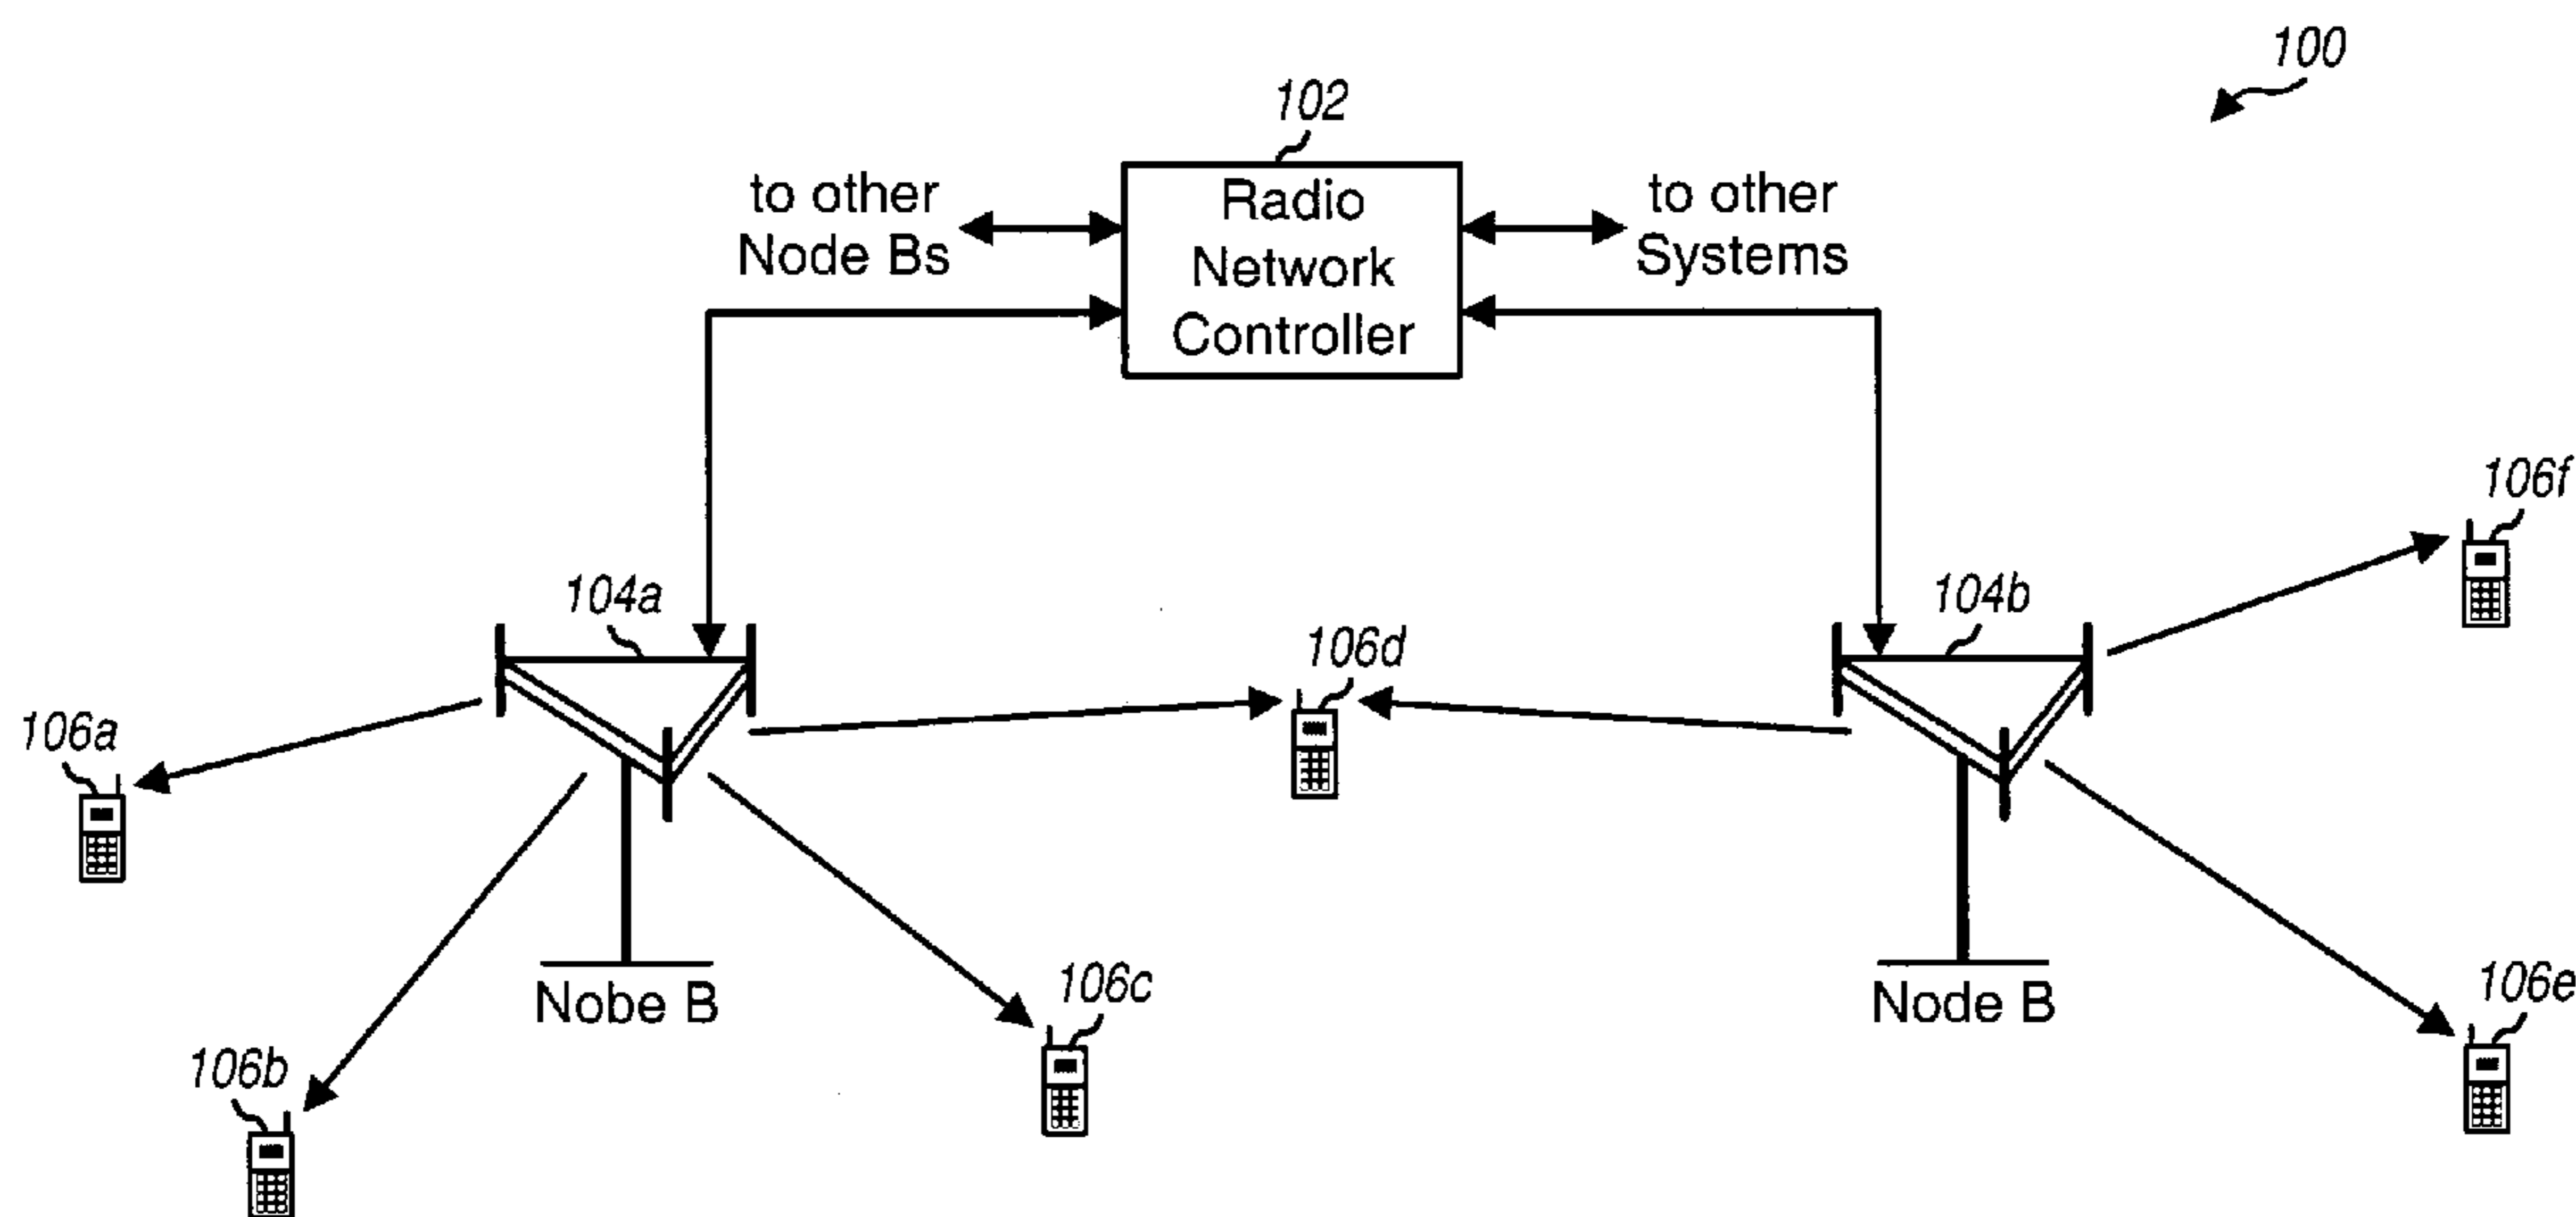 100
102
to other
Node Bs
Radio
Network
Controller
to other
Systems
106f
104a
104b
106d
106a
Nobe B
Node B
106c
106e
106b